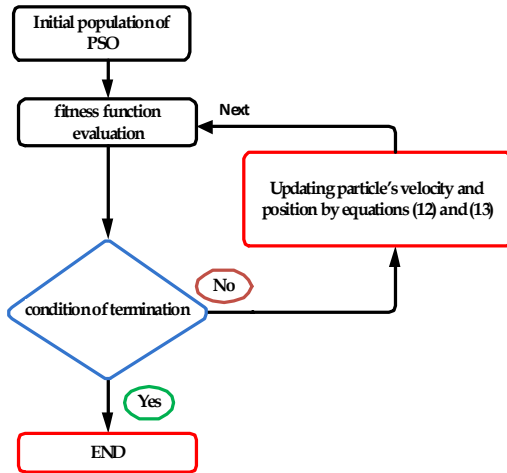 Initial population of
PSO
fitness function
evaluation
Next
Updating particle's velocity and
position by equations (12) and (13)
condition of termination
No
Yes
END